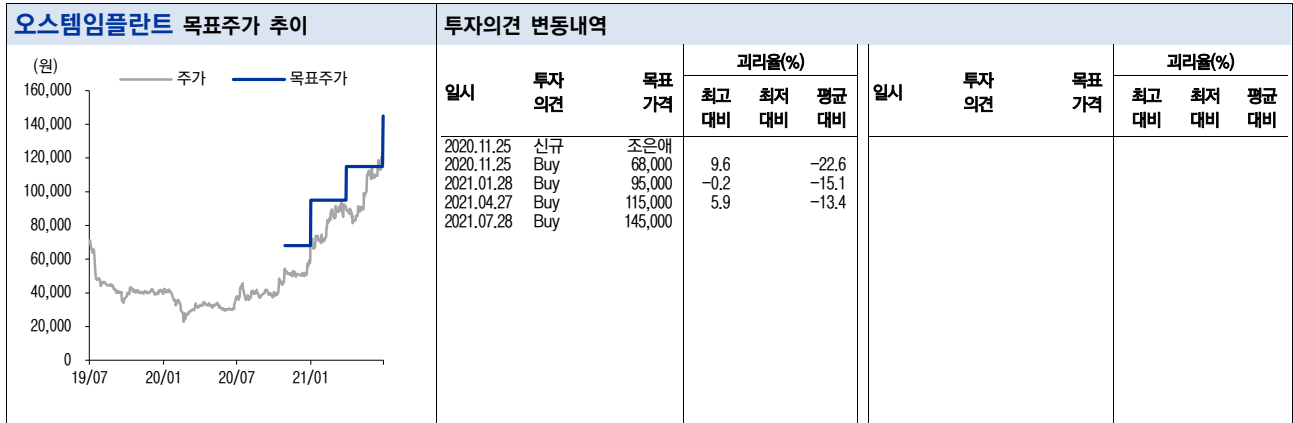 오스템임플란트 목표주가 추이
(원)
주가 목표주가
160,000
140,000
120,000
100,000
80,000
60,000
40,000
20,000
0
19/07 20/01 20/07 21/01
투자의견 변동내역
일시 투자의견 목표가격 괴리율(%)
최고대비 최저대비 평균대비
2020.11.25 신규 조은애
2020.11.25 Buy 68,000 9.6 -22.6
2021.01.28 Buy 95,000 -0.2 -15.1
2021.04.27 Buy 115,000 5.9 -13.4
2021.07.28 Buy 145,000
일시 투자의견 목표가격 괴리율(%)
최고대비 최저대비 평균대비